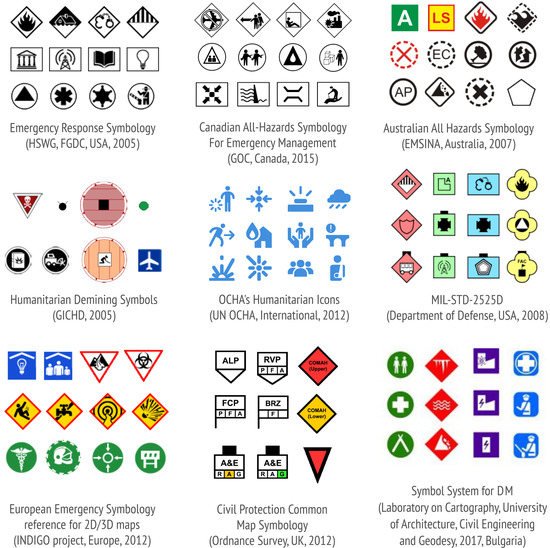 A LS
EC
AP
Emergency Response Symbology
(HSWG, FGDC, USA, 2005)
Canadian All-Hazards Symbology
For Emergency Management
(GOC, Canada, 2015)
Australian All Hazards Symbology
(EMSINA, Australia, 2007)
FAC
Humanitarian Demining Symbols
(GICHD, 2005)
OCHA's Humanitarian Icons
(UN OCHA, International, 2012)
MIL-STD-2525D
(Department of Defense, USA, 2008)
ALP RVP COMAH
P F A (Upper)
FCP BRZ COMAH
P F A F (Lower)
A&E A&E
R A G R A G
European Emergency Symbology
reference for 2D/3D maps
(INDIGO project, Europe, 2012)
Civil Protection Common
Map Symbology
(Ordnance Survey, UK, 2012)
Symbol System for DM
(Laboratory on Cartography, University
of Architecture, Civil Engineering
and Geodesy, 2017, Bulgaria)